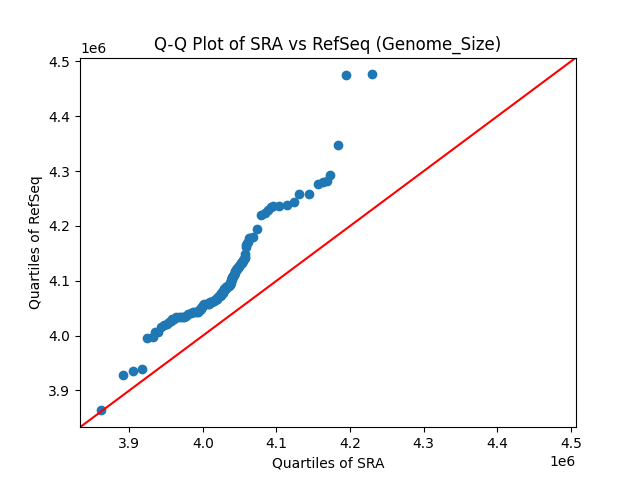 Q-Q Plot of SRA vs RefSeq (Genome_Size)
1e6
4.5
4.4
4.3
4.2
4.1
4.0
3.9
Quartiles of RefSeq
3.9 4.0 4.1 4.2 4.3 4.4 4.5
1e6
Quartiles of SRA